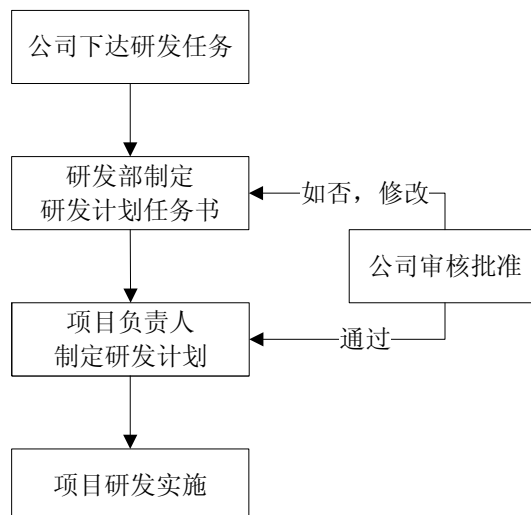 公司下达研发任务
研发部制定
研发计划任务书
如否，修改
公司审核批准
项目负责人
制定研发计划
通过
项目研发实施